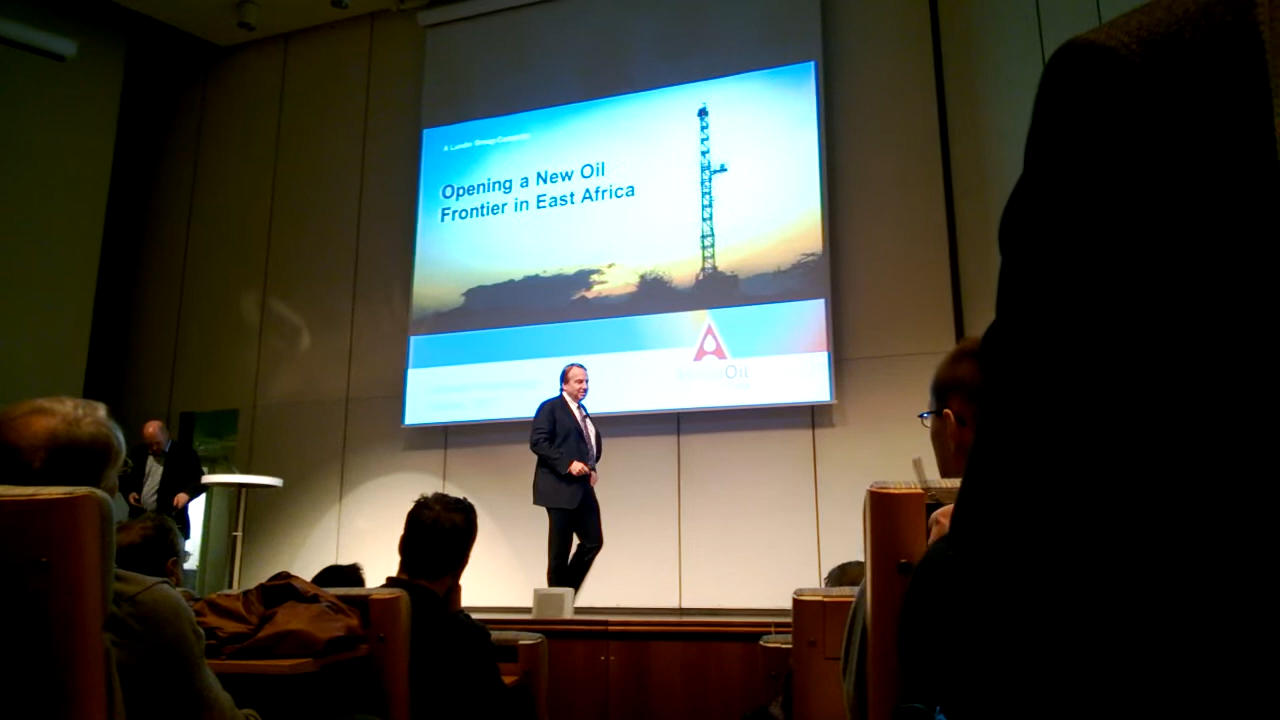 A Lundin Group Company
Opening a New Oil
Frontier in East Africa
Oil